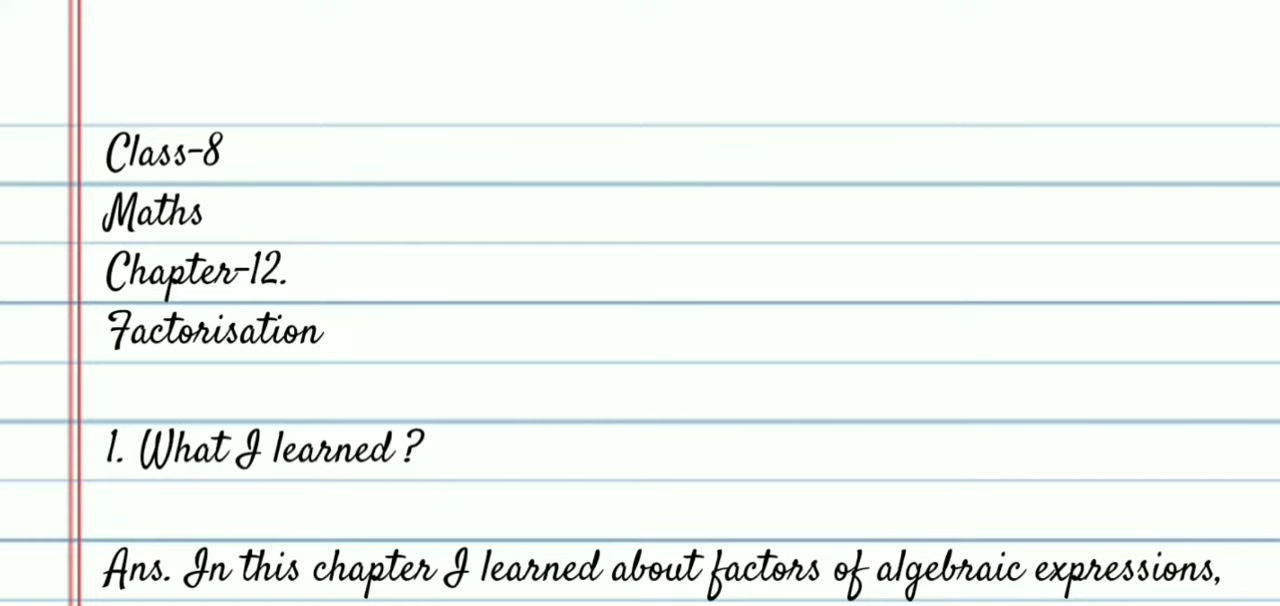 Class-8
Maths
Chapter-12.
Factorisation
1. What I learned ?
Ans. In this chapter I learned about factors of algebraic expressions,